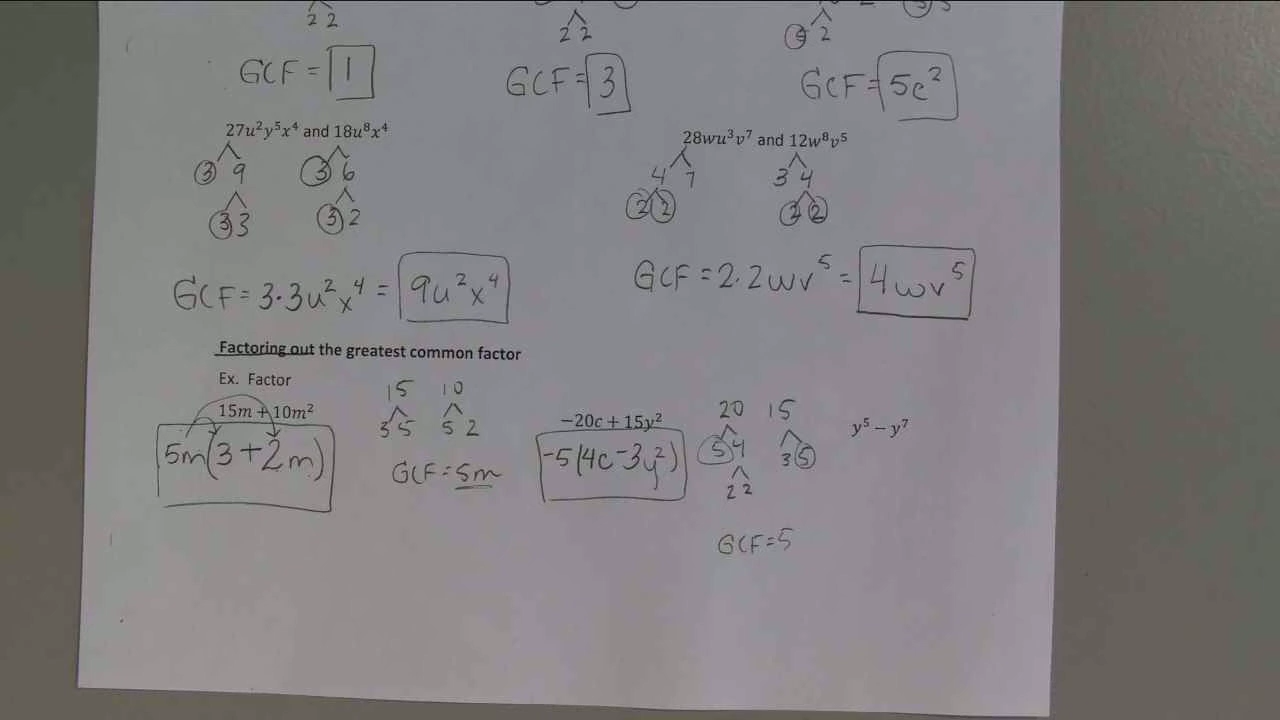 2 2
2 2
5 2
GCF = 1
GCF = 3
GCF = 5c²
27u²y⁵x⁴ and 18u⁸x⁴
28wu³v⁷ and 12w⁸v⁵
3 9 3 6
4 7 3 4
3 3 3 2
2 2 2 2
GCF = 3·3u²x⁴ = 9u²x⁴
GCF = 2·2wv⁵ = 4wv⁵
Factoring out the greatest common factor
Ex. Factor
15 10
15m + 10m²
3 5 5 2
5m(3 + 2m)
GCF = 5m
−20c + 15y²
20 15
5 4 3 5
-5(4c - 3y²)
2 2
GCF = 5
y⁵ − y⁷